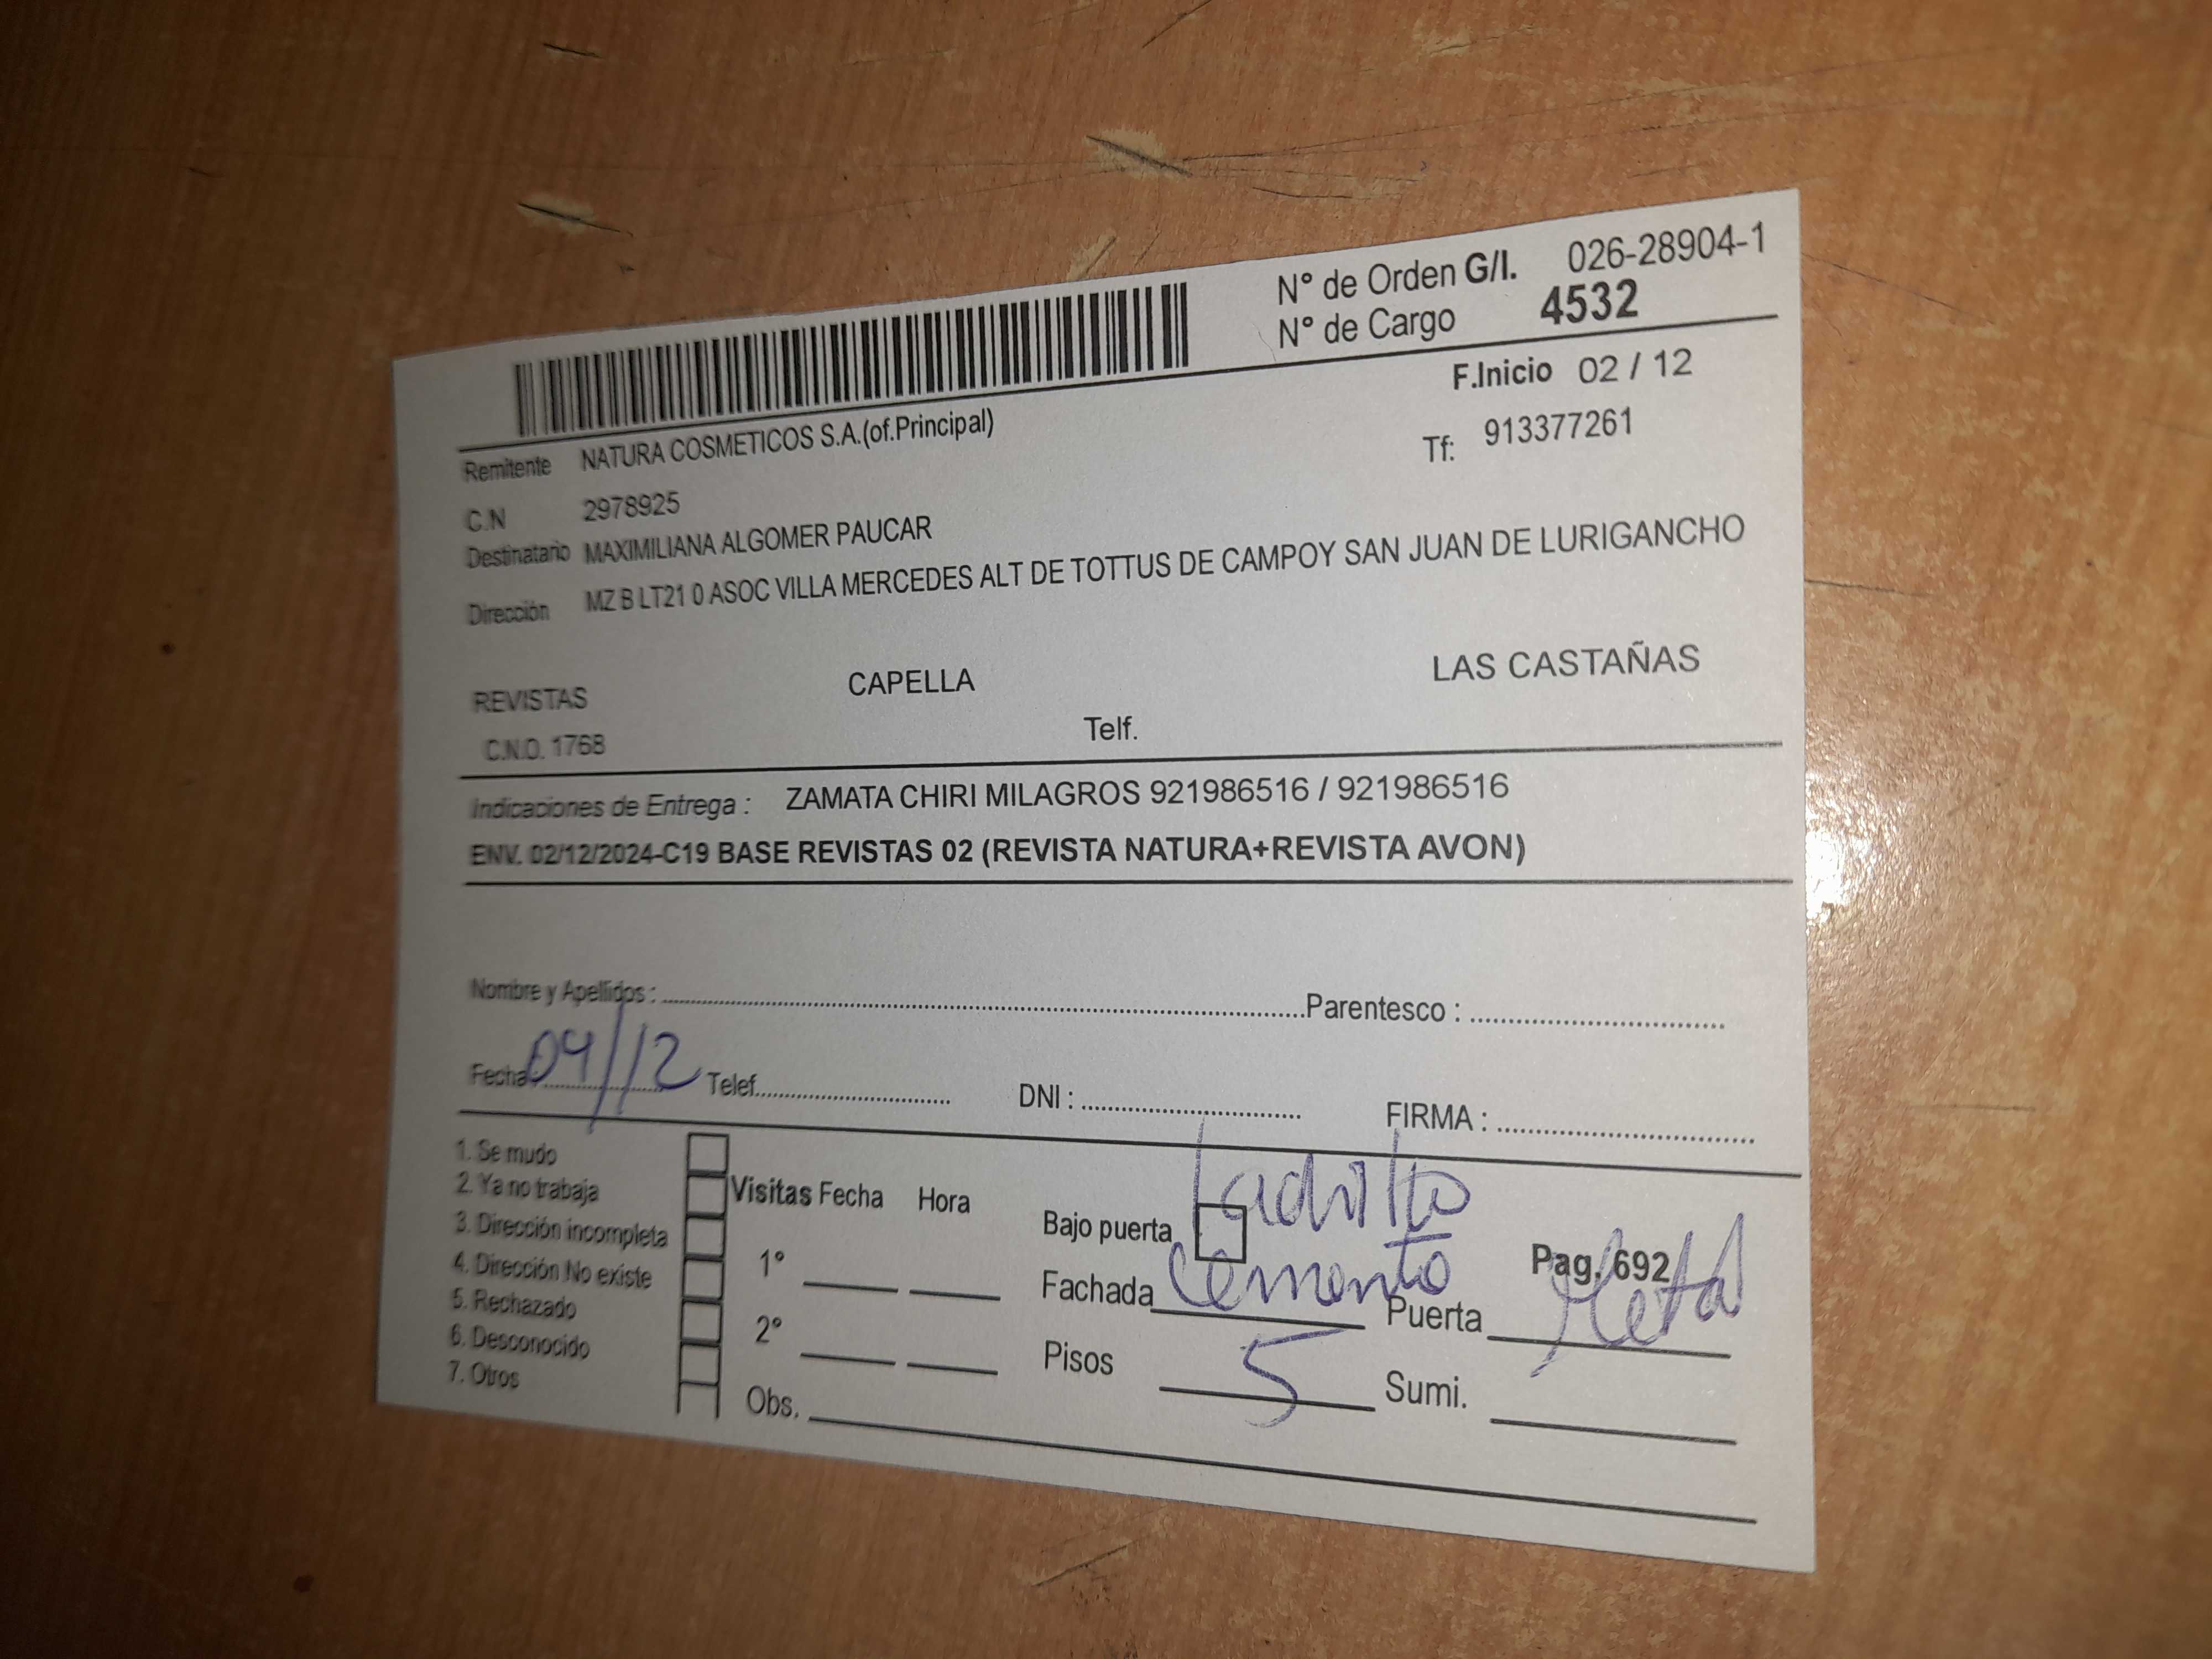 N° de Orden G/I. 026-28904-1
N° de Cargo 4532
F.Inicio 02 / 12
Remitente NATURA COSMETICOS S.A.(of.Principal)
Tf: 913377261
C.N 2978925
Destinatario MAXIMILIANA ALGOMER PAUCAR
Dirección MZ B LT21 0 ASOC VILLA MERCEDES ALT DE TOTTUS DE CAMPOY SAN JUAN DE LURIGANCHO
REVISTAS CAPELLA LAS CASTAÑAS
C.N.O. 1768 Telf.
Indicaciones de Entrega : ZAMATA CHIRI MILAGROS 921986516 / 921986516
ENV. 02/12/2024-C19 BASE REVISTAS 02 (REVISTA NATURA+REVISTA AVON)
Nombre y Apellidos : Parentesco :
Fecha : 04/12 Telef. DNI : FIRMA :
1. Se mudo
2. Ya no trabaja
3. Dirección incompleta
4. Dirección No existe
5. Rechazado
6. Desconocido
7. Otros
Visitas Fecha Hora
1°
2°
Obs.
Bajo puerta Ladrillo
Fachada Cemento
Pag. 692
Puerta Metal
Pisos 5 Sumi.